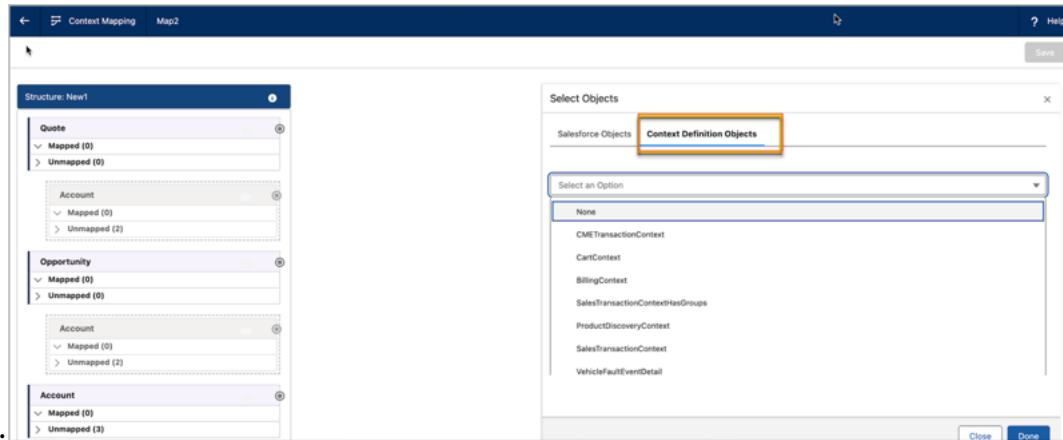 Context Mapping Map2 ? Help
Save
Structure: New1
Quote
Mapped (0)
Unmapped (0)
Account
Mapped (0)
Unmapped (2)
Opportunity
Mapped (0)
Unmapped (0)
Account
Mapped (0)
Unmapped (2)
Account
Mapped (0)
Unmapped (3)
Select Objects
Salesforce Objects Context Definition Objects
Select an Option
None
CMETransactionContext
CartContext
BillingContext
SalesTransactionContextHasGroups
ProductDiscoveryContext
SalesTransactionContext
VehicleFaultEventDetail
Close Done